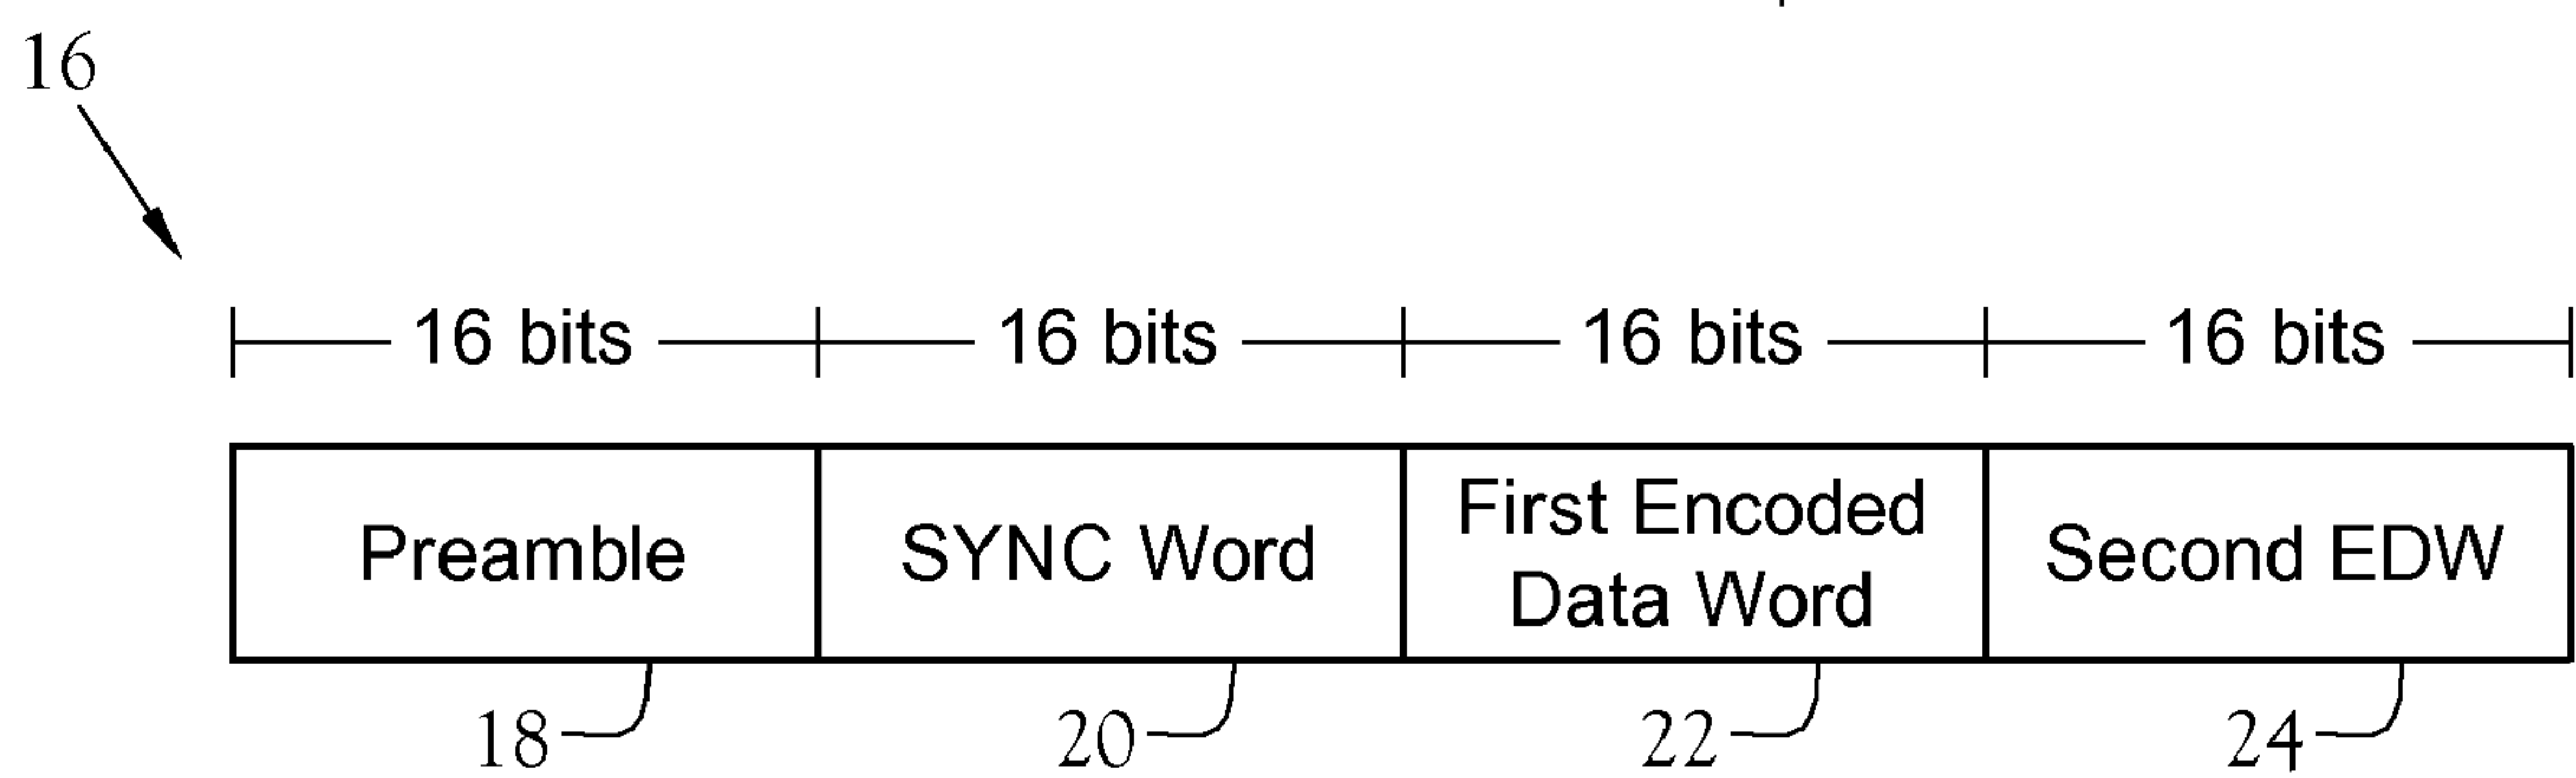 16
16 bits 16 bits 16 bits 16 bits
Preamble
SYNC Word
First Encoded
Data Word
Second EDW
18 20 22 24